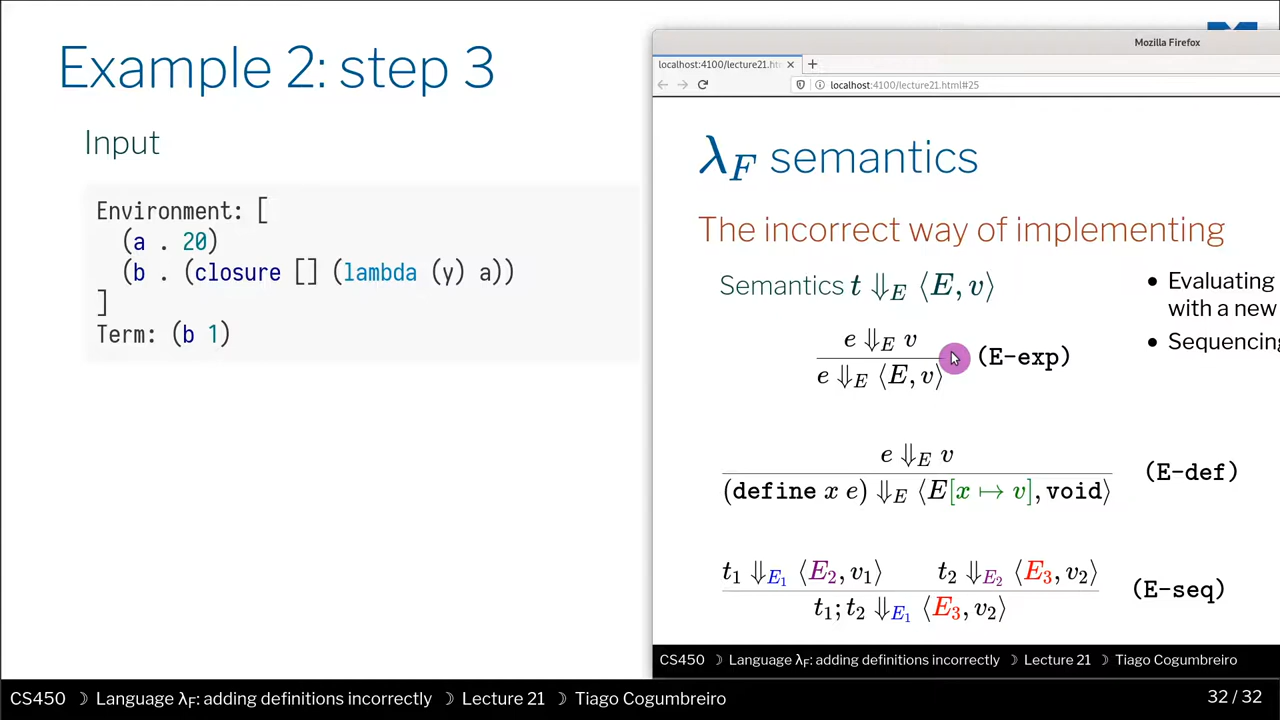 Example 2: step 3
Input
Environment: [
(a . 20)
(b . (closure [] (lambda (y) a))
]
Term: (b 1)
Mozilla Firefox
localhost:4100/lecture21.ht
localhost:4100/lecture21.html#25
λF semantics
The incorrect way of implementing
Semantics t ⇓E ⟨E, v⟩
e ⇓E v
e ⇓E ⟨E, v⟩
(E-exp)
e ⇓E v
(define x e) ⇓E ⟨E[x ↦ v], void⟩
(E-def)
t1 ⇓E1 ⟨E2, v1⟩ t2 ⇓E2 ⟨E3, v2⟩
t1; t2 ⇓E1 ⟨E3, v2⟩
(E-seq)
• Evaluating
with a new
• Sequencing
CS450 ☽ Language λF: adding definitions incorrectly ☽ Lecture 21 ☽ Tiago Cogumbreiro
CS450 ☽ Language λF: adding definitions incorrectly ☽ Lecture 21 ☽ Tiago Cogumbreiro
32 / 32